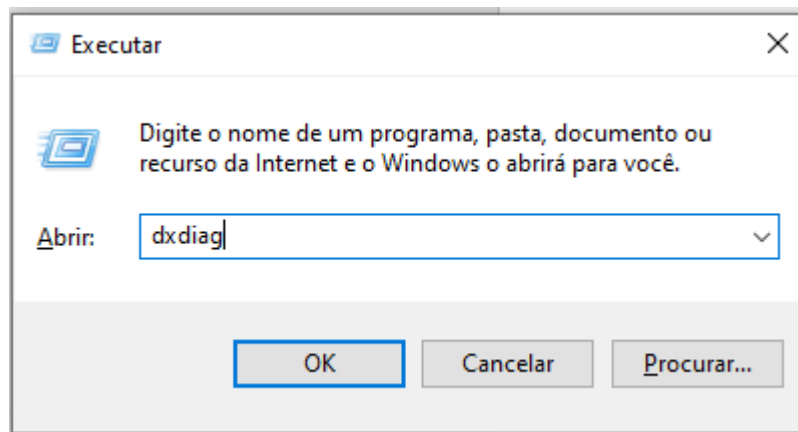 Executar
Digite o nome de um programa, pasta, documento ou
recurso da Internet e o Windows o abrirá para você.
Abrir: dxdiag
OK Cancelar Procurar...